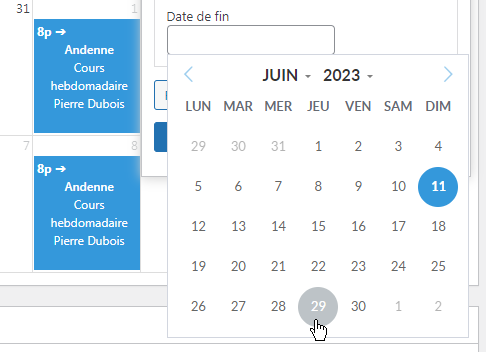 31
1
8p ➔
Andenne
Cours
hebdomadaire
Pierre Dubois
7
8
8p ➔
Andenne
Cours
hebdomadaire
Pierre Dubois
Date de fin
JUIN 2023
LUN MAR MER JEU VEN SAM DIM
29 30 31 1 2 3 4
5 6 7 8 9 10 11
12 13 14 15 16 17 18
19 20 21 22 23 24 25
26 27 28 29 30 1 2